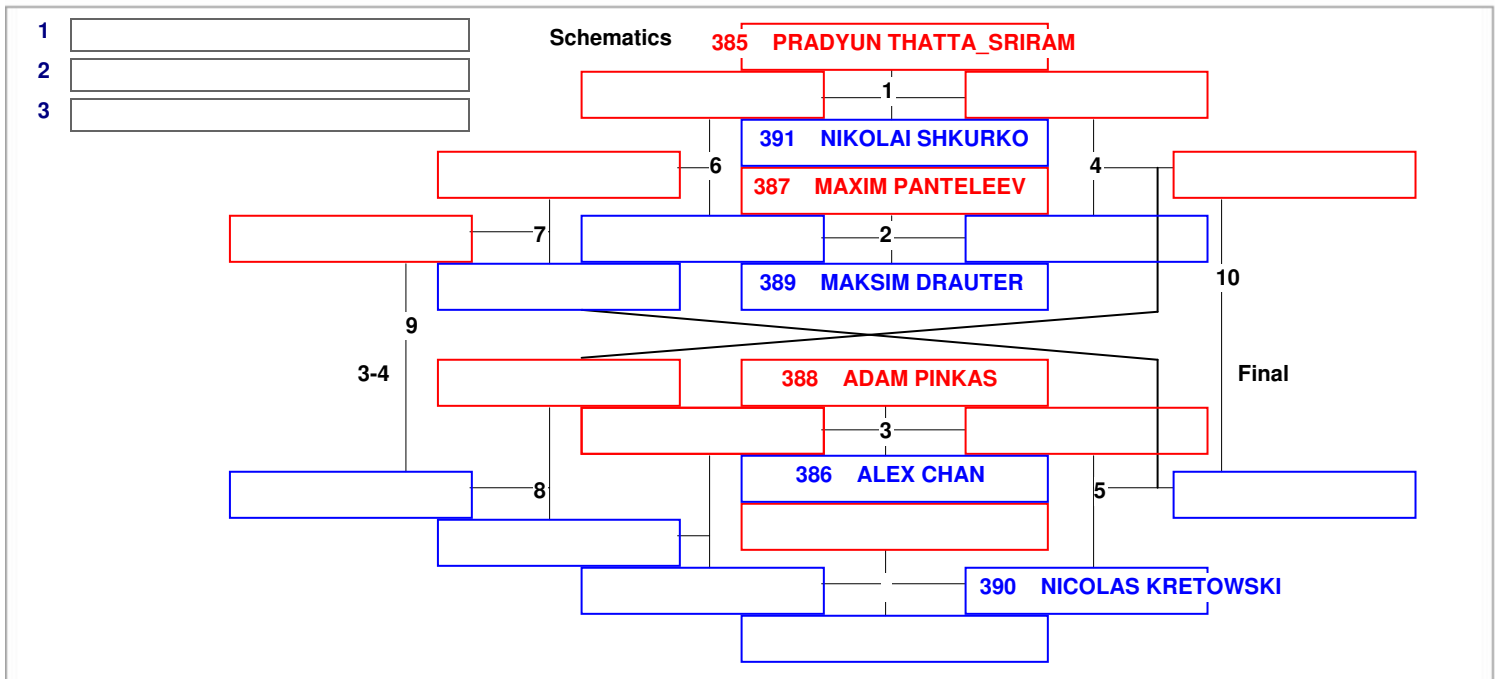 1
Schematics
385 PRADYUN THATTA_SRIRAM
2
1
3
391 NIKOLAI SHKURKO
6
4
387 MAXIM PANTELEEV
7
2
389 MAKSIM DRAUTER
10
9
3-4
388 ADAM PINKAS
Final
3
386 ALEX CHAN
8
5
390 NICOLAS KRETOWSKI